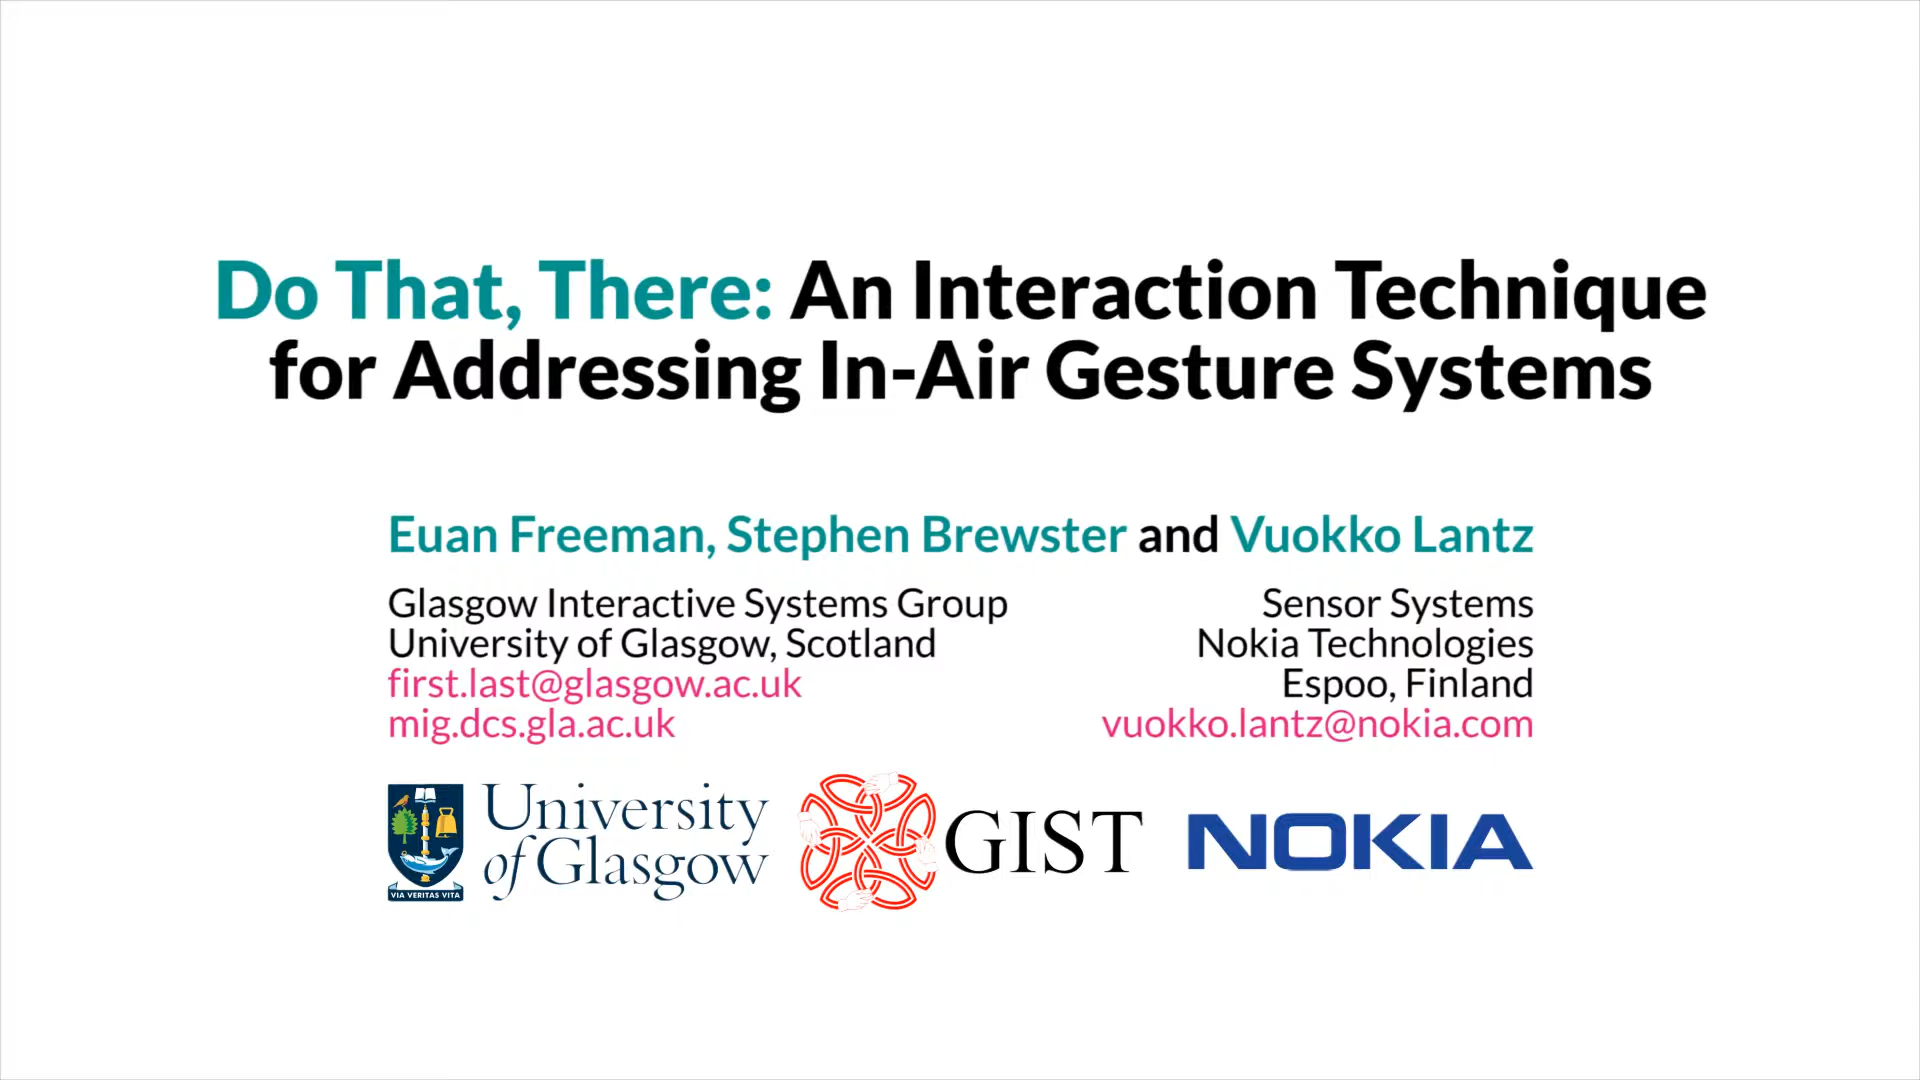 Do That, There: An Interaction Technique
for Addressing In-Air Gesture Systems
Euan Freeman, Stephen Brewster and Vuokko Lantz
Glasgow Interactive Systems Group
University of Glasgow, Scotland
first.last@glasgow.ac.uk
mig.dcs.gla.ac.uk
Sensor Systems
Nokia Technologies
Espoo, Finland
vuokko.lantz@nokia.com
VIA VERITAS VITA
University
of Glasgow
GIST
NOKIA